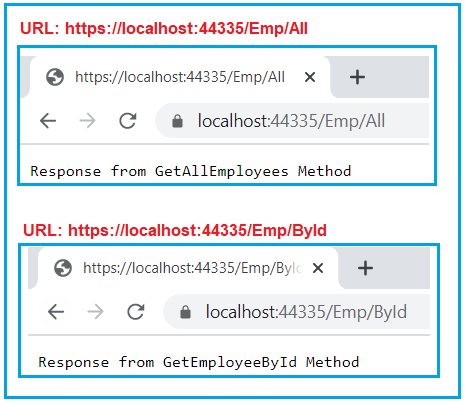 URL: https://localhost:44335/Emp/All
https://localhost:44335/Emp/All
localhost:44335/Emp/All
Response from GetAllEmployees Method
URL: https://localhost:44335/Emp/ById
https://localhost:44335/Emp/ById
localhost:44335/Emp/ById
Response from GetEmployeeById Method